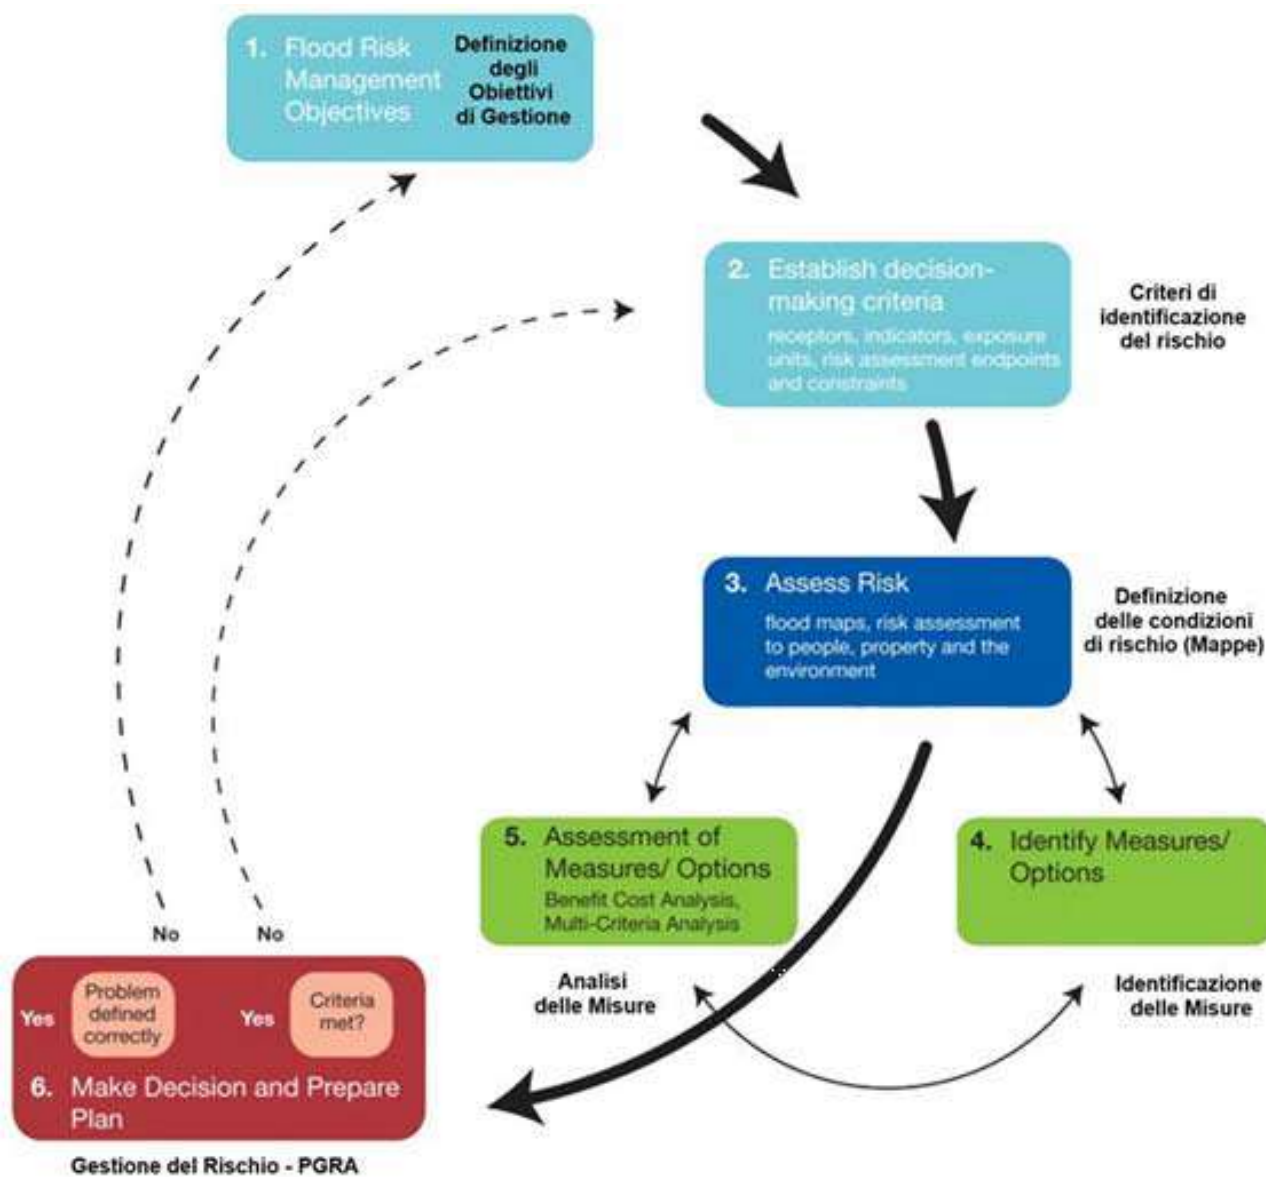 1. Flood Risk
Management
Objectives
Definizione
degli
Obiettivi
di Gestione
2. Establish decision-
making criteria
receptors, indicators, exposure
units, risk assessment endpoints
and constraints
Criteri di
identificazione
del rischio
3. Assess Risk
flood maps, risk assessment
to people, property and the
environment
Definizione
delle condizioni
di rischio (Mappe)
5. Assessment of
Measures/ Options
Benefit Cost Analysis,
Multi-Criteria Analysis
4. Identify Measures/
Options
Analisi
delle Misure
Identificazione
delle Misure
No
No
Yes
Problem
defined
correctly
Yes
Criteria
met?
6. Make Decision and Prepare
Plan
Gestione del Rischio - PGRA